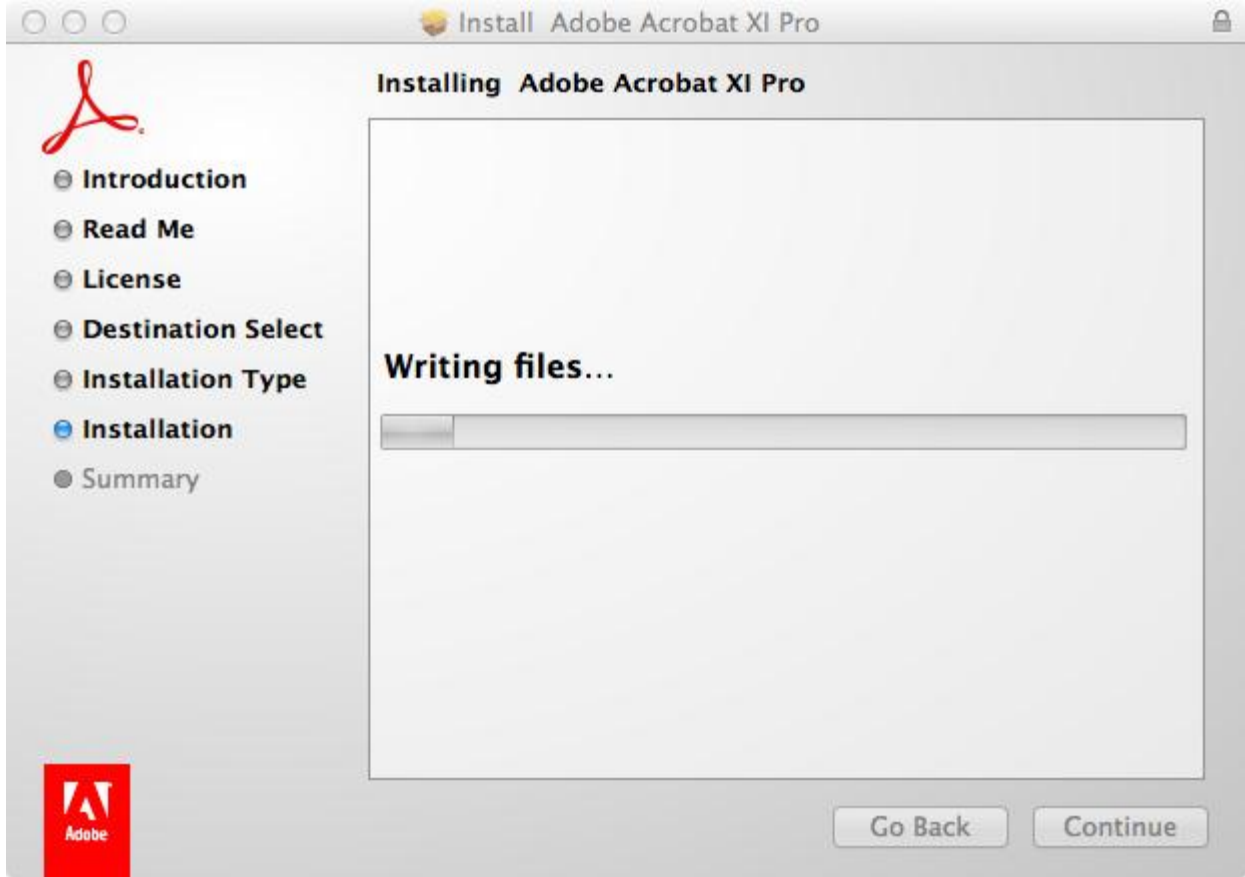 Install Adobe Acrobat XI Pro
Installing Adobe Acrobat XI Pro
Introduction
Read Me
License
Destination Select
Installation Type
Installation
Summary
Writing files...
Adobe
Go Back
Continue